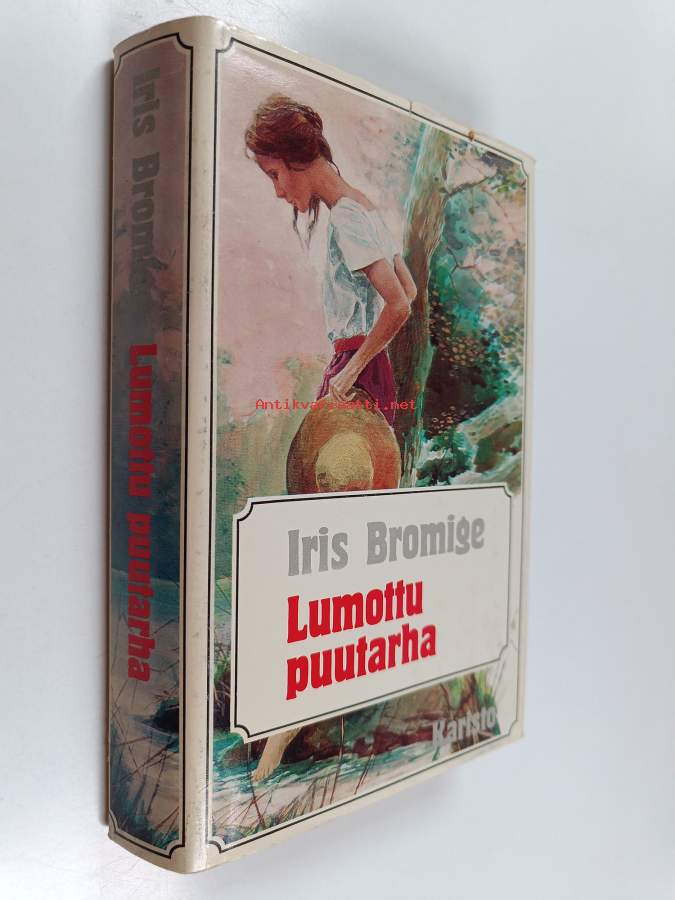 Iris Bromige Lumottu puutarha
Antikvariaatti.net
Iris Bromige
Lumottu
puutarha
Karisto